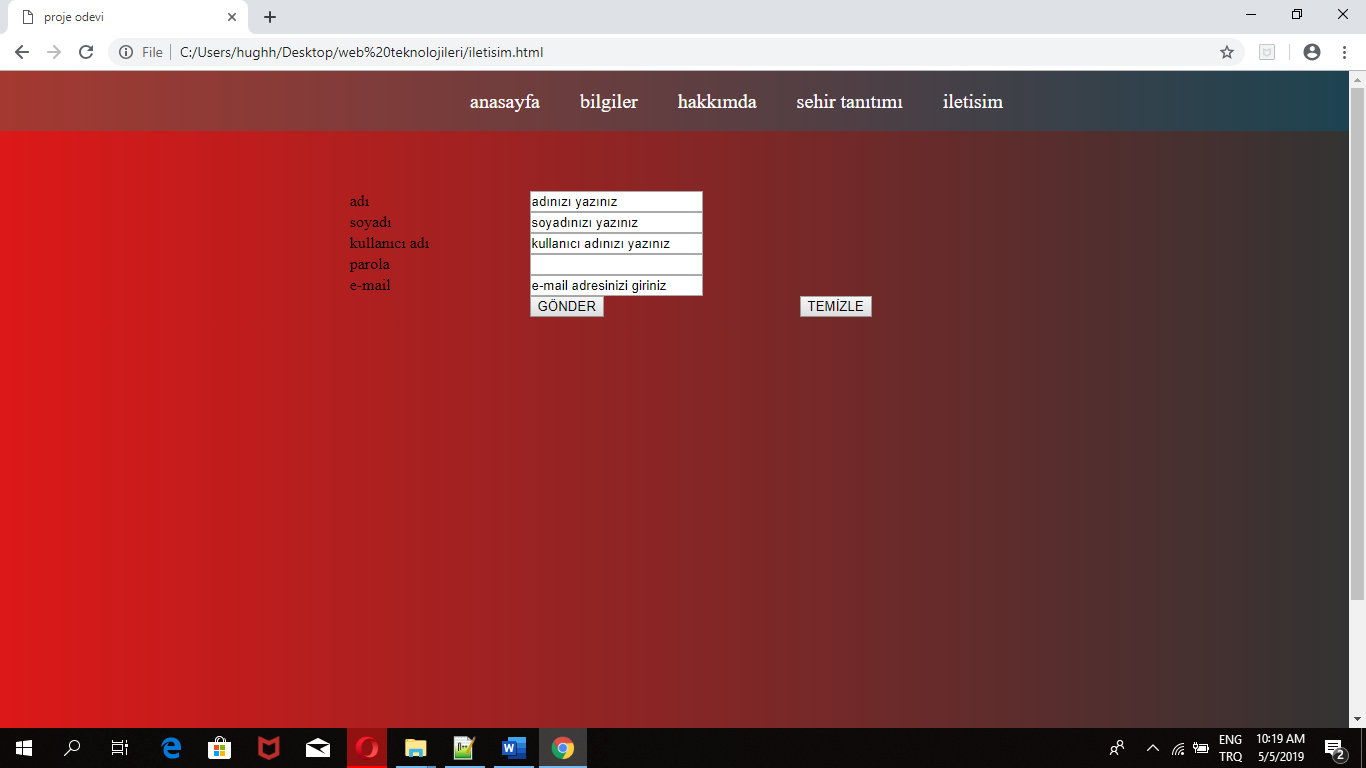 proje odevi
File C:/Users/hughh/Desktop/web%20teknolojileri/iletisim.html
anasayfa bilgiler hakkımda sehir tanıtımı iletisim
adı adınızı yazınız
soyadı soyadınızı yazınız
kullanıcı adı kullanıcı adınızı yazınız
parola
e-mail e-mail adresinizi giriniz
GÖNDER TEMİZLE
ENG 10:19 AM
TRQ 5/5/2019 2